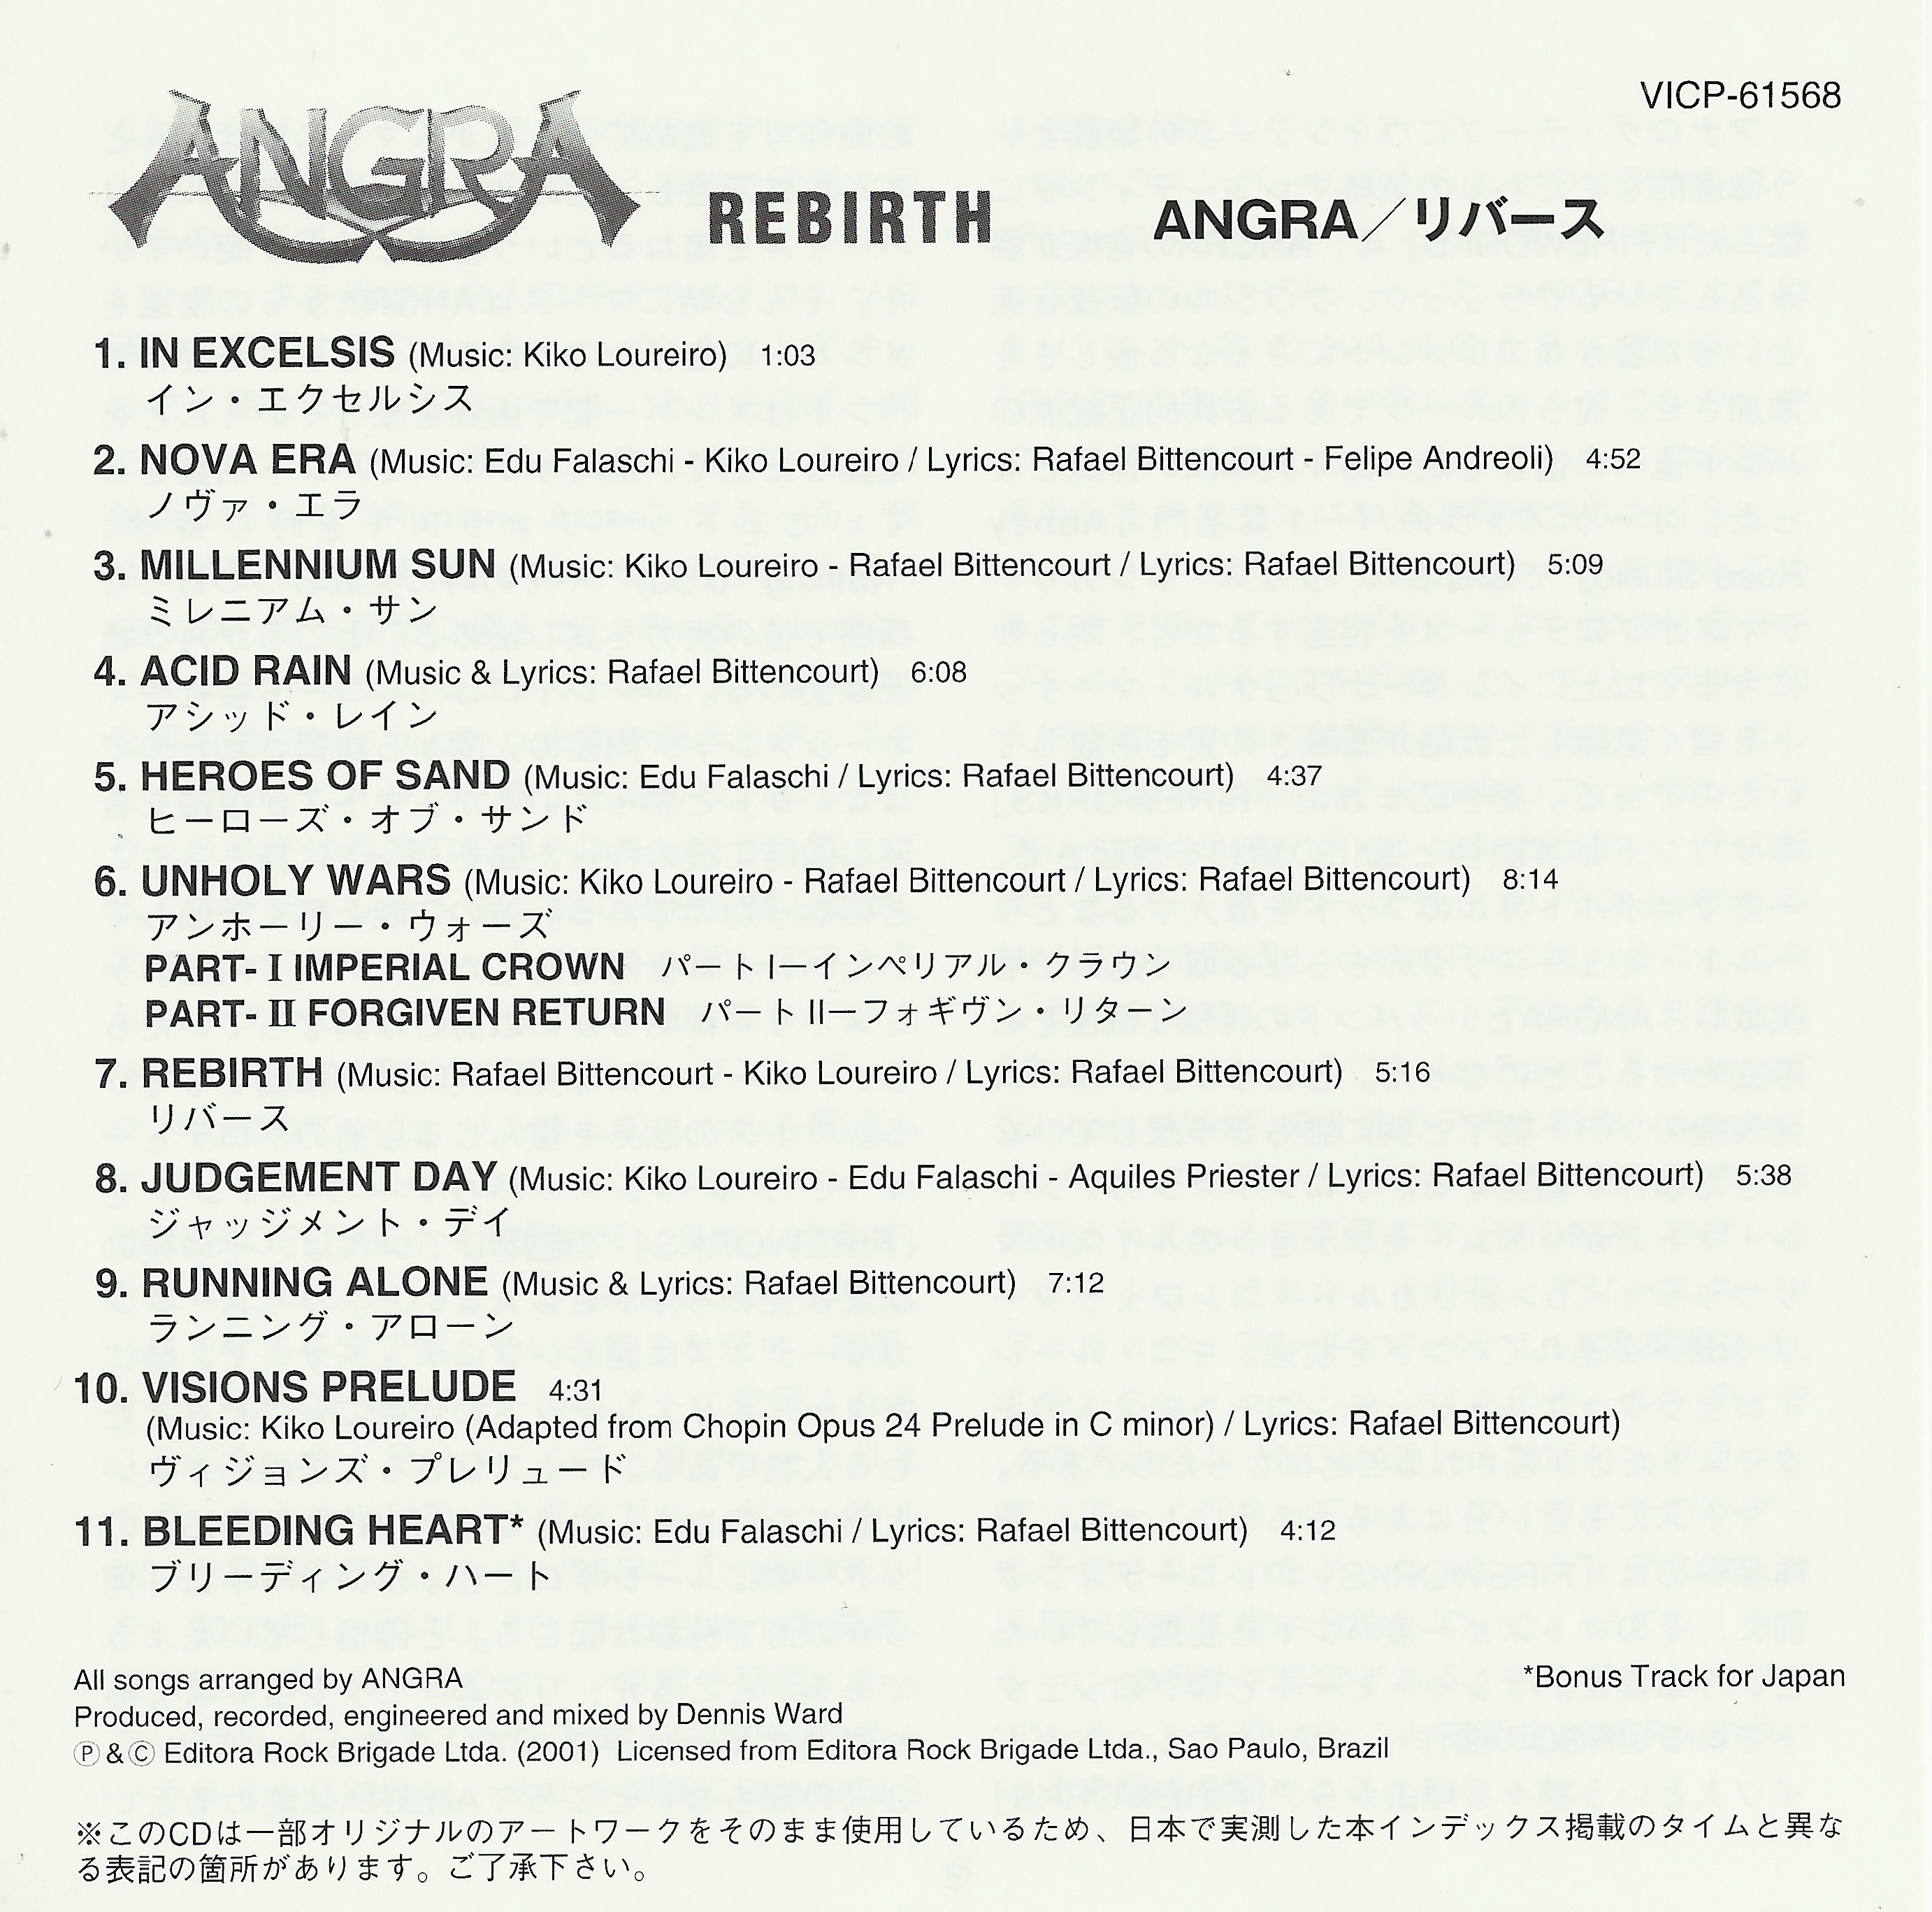 VICP-61568
ANGRA REBIRTH ANGRA／リバース
1. IN EXCELSIS (Music: Kiko Loureiro) 1:03
イン・エクセルシス
2. NOVA ERA (Music: Edu Falaschi - Kiko Loureiro / Lyrics: Rafael Bittencourt - Felipe Andreoli) 4:52
ノヴァ・エラ
3. MILLENNIUM SUN (Music: Kiko Loureiro - Rafael Bittencourt / Lyrics: Rafael Bittencourt) 5:09
ミレニアム・サン
4. ACID RAIN (Music & Lyrics: Rafael Bittencourt) 6:08
アシッド・レイン
5. HEROES OF SAND (Music: Edu Falaschi / Lyrics: Rafael Bittencourt) 4:37
ヒーローズ・オブ・サンド
6. UNHOLY WARS (Music: Kiko Loureiro - Rafael Bittencourt / Lyrics: Rafael Bittencourt) 8:14
アンホーリー・ウォーズ
PART- I IMPERIAL CROWN パート I—インペリアル・クラウン
PART- II FORGIVEN RETURN パート II—フォギヴン・リターン
7. REBIRTH (Music: Rafael Bittencourt - Kiko Loureiro / Lyrics: Rafael Bittencourt) 5:16
リバース
8. JUDGEMENT DAY (Music: Kiko Loureiro - Edu Falaschi - Aquiles Priester / Lyrics: Rafael Bittencourt) 5:38
ジャッジメント・デイ
9. RUNNING ALONE (Music & Lyrics: Rafael Bittencourt) 7:12
ランニング・アローン
10. VISIONS PRELUDE 4:31
(Music: Kiko Loureiro (Adapted from Chopin Opus 24 Prelude in C minor) / Lyrics: Rafael Bittencourt)
ヴィジョンズ・プレリュード
11. BLEEDING HEART* (Music: Edu Falaschi / Lyrics: Rafael Bittencourt) 4:12
ブリーディング・ハート
All songs arranged by ANGRA
*Bonus Track for Japan
Produced, recorded, engineered and mixed by Dennis Ward
Ⓟ&Ⓒ Editora Rock Brigade Ltda. (2001) Licensed from Editora Rock Brigade Ltda., Sao Paulo, Brazil
※このCDは一部オリジナルのアートワークをそのまま使用しているため、日本で実測した本インデックス掲載のタイムと異な
る表記の箇所があります。ご了承下さい。